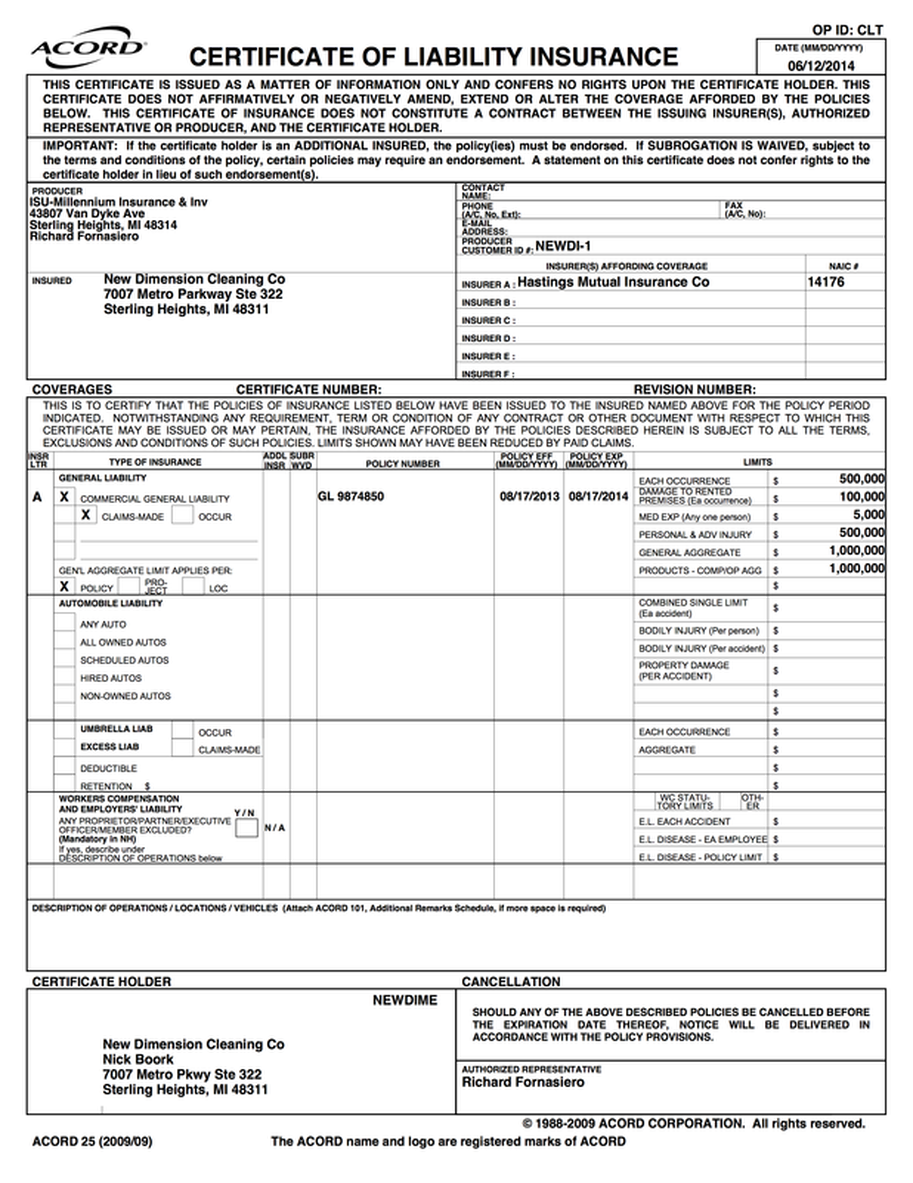 OP ID: CLT
ACORD®
CERTIFICATE OF LIABILITY INSURANCE
DATE (MM/DD/YYYY)
06/12/2014
THIS CERTIFICATE IS ISSUED AS A MATTER OF INFORMATION ONLY AND CONFERS NO RIGHTS UPON THE CERTIFICATE HOLDER. THIS
CERTIFICATE DOES NOT AFFIRMATIVELY OR NEGATIVELY AMEND, EXTEND OR ALTER THE COVERAGE AFFORDED BY THE POLICIES
BELOW. THIS CERTIFICATE OF INSURANCE DOES NOT CONSTITUTE A CONTRACT BETWEEN THE ISSUING INSURER(S), AUTHORIZED
REPRESENTATIVE OR PRODUCER, AND THE CERTIFICATE HOLDER.
IMPORTANT: If the certificate holder is an ADDITIONAL INSURED, the policy(ies) must be endorsed. If SUBROGATION IS WAIVED, subject to
the terms and conditions of the policy, certain policies may require an endorsement. A statement on this certificate does not confer rights to the
certificate holder in lieu of such endorsement(s).
PRODUCER
ISU-Millennium Insurance & Inv
43807 Van Dyke Ave
Sterling Heights, MI 48314
Richard Fornasiero
CONTACT
NAME:
PHONE
(A/C, No, Ext):
FAX
(A/C, No):
E-MAIL
ADDRESS:
PRODUCER
CUSTOMER ID #: NEWDI-1
INSURER(S) AFFORDING COVERAGE NAIC #
INSURED
New Dimension Cleaning Co
7007 Metro Parkway Ste 322
Sterling Heights, MI 48311
INSURER A : Hastings Mutual Insurance Co 14176
INSURER B :
INSURER C :
INSURER D :
INSURER E :
INSURER F :
COVERAGES CERTIFICATE NUMBER: REVISION NUMBER:
THIS IS TO CERTIFY THAT THE POLICIES OF INSURANCE LISTED BELOW HAVE BEEN ISSUED TO THE INSURED NAMED ABOVE FOR THE POLICY PERIOD
INDICATED. NOTWITHSTANDING ANY REQUIREMENT, TERM OR CONDITION OF ANY CONTRACT OR OTHER DOCUMENT WITH RESPECT TO WHICH THIS
CERTIFICATE MAY BE ISSUED OR MAY PERTAIN, THE INSURANCE AFFORDED BY THE POLICIES DESCRIBED HEREIN IS SUBJECT TO ALL THE TERMS,
EXCLUSIONS AND CONDITIONS OF SUCH POLICIES. LIMITS SHOWN MAY HAVE BEEN REDUCED BY PAID CLAIMS.
INSR
LTR
TYPE OF INSURANCE
ADDL
INSR
SUBR
WVD
POLICY NUMBER
POLICY EFF
(MM/DD/YYYY)
POLICY EXP
(MM/DD/YYYY)
LIMITS
GENERAL LIABILITY
A X COMMERCIAL GENERAL LIABILITY GL 9874850 08/17/2013 08/17/2014
X CLAIMS-MADE OCCUR
GEN'L AGGREGATE LIMIT APPLIES PER:
X POLICY PRO-
JECT LOC
EACH OCCURRENCE $ 500,000
DAMAGE TO RENTED
PREMISES (Ea occurrence) $ 100,000
MED EXP (Any one person) $ 5,000
PERSONAL & ADV INJURY $ 500,000
GENERAL AGGREGATE $ 1,000,000
PRODUCTS - COMP/OP AGG $ 1,000,000
$
AUTOMOBILE LIABILITY
ANY AUTO
ALL OWNED AUTOS
SCHEDULED AUTOS
HIRED AUTOS
NON-OWNED AUTOS
COMBINED SINGLE LIMIT
(Ea accident) $
BODILY INJURY (Per person) $
BODILY INJURY (Per accident) $
PROPERTY DAMAGE
(PER ACCIDENT) $
$
$
UMBRELLA LIAB OCCUR
EXCESS LIAB CLAIMS-MADE
DEDUCTIBLE
RETENTION $
EACH OCCURRENCE $
AGGREGATE $
$
$
WORKERS COMPENSATION
AND EMPLOYERS' LIABILITY
Y / N
ANY PROPRIETOR/PARTNER/EXECUTIVE
OFFICER/MEMBER EXCLUDED?
(Mandatory in NH)
If yes, describe under
DESCRIPTION OF OPERATIONS below
N / A
WC STATU-
TORY LIMITS
OTH-
ER
E.L. EACH ACCIDENT $
E.L. DISEASE - EA EMPLOYEE $
E.L. DISEASE - POLICY LIMIT $
DESCRIPTION OF OPERATIONS / LOCATIONS / VEHICLES (Attach ACORD 101, Additional Remarks Schedule, if more space is required)
CERTIFICATE HOLDER
NEWDIME
New Dimension Cleaning Co
Nick Boork
7007 Metro Pkwy Ste 322
Sterling Heights, MI 48311
CANCELLATION
SHOULD ANY OF THE ABOVE DESCRIBED POLICIES BE CANCELLED BEFORE
THE EXPIRATION DATE THEREOF, NOTICE WILL BE DELIVERED IN
ACCORDANCE WITH THE POLICY PROVISIONS.
AUTHORIZED REPRESENTATIVE
Richard Fornasiero
© 1988-2009 ACORD CORPORATION. All rights reserved.
ACORD 25 (2009/09) The ACORD name and logo are registered marks of ACORD